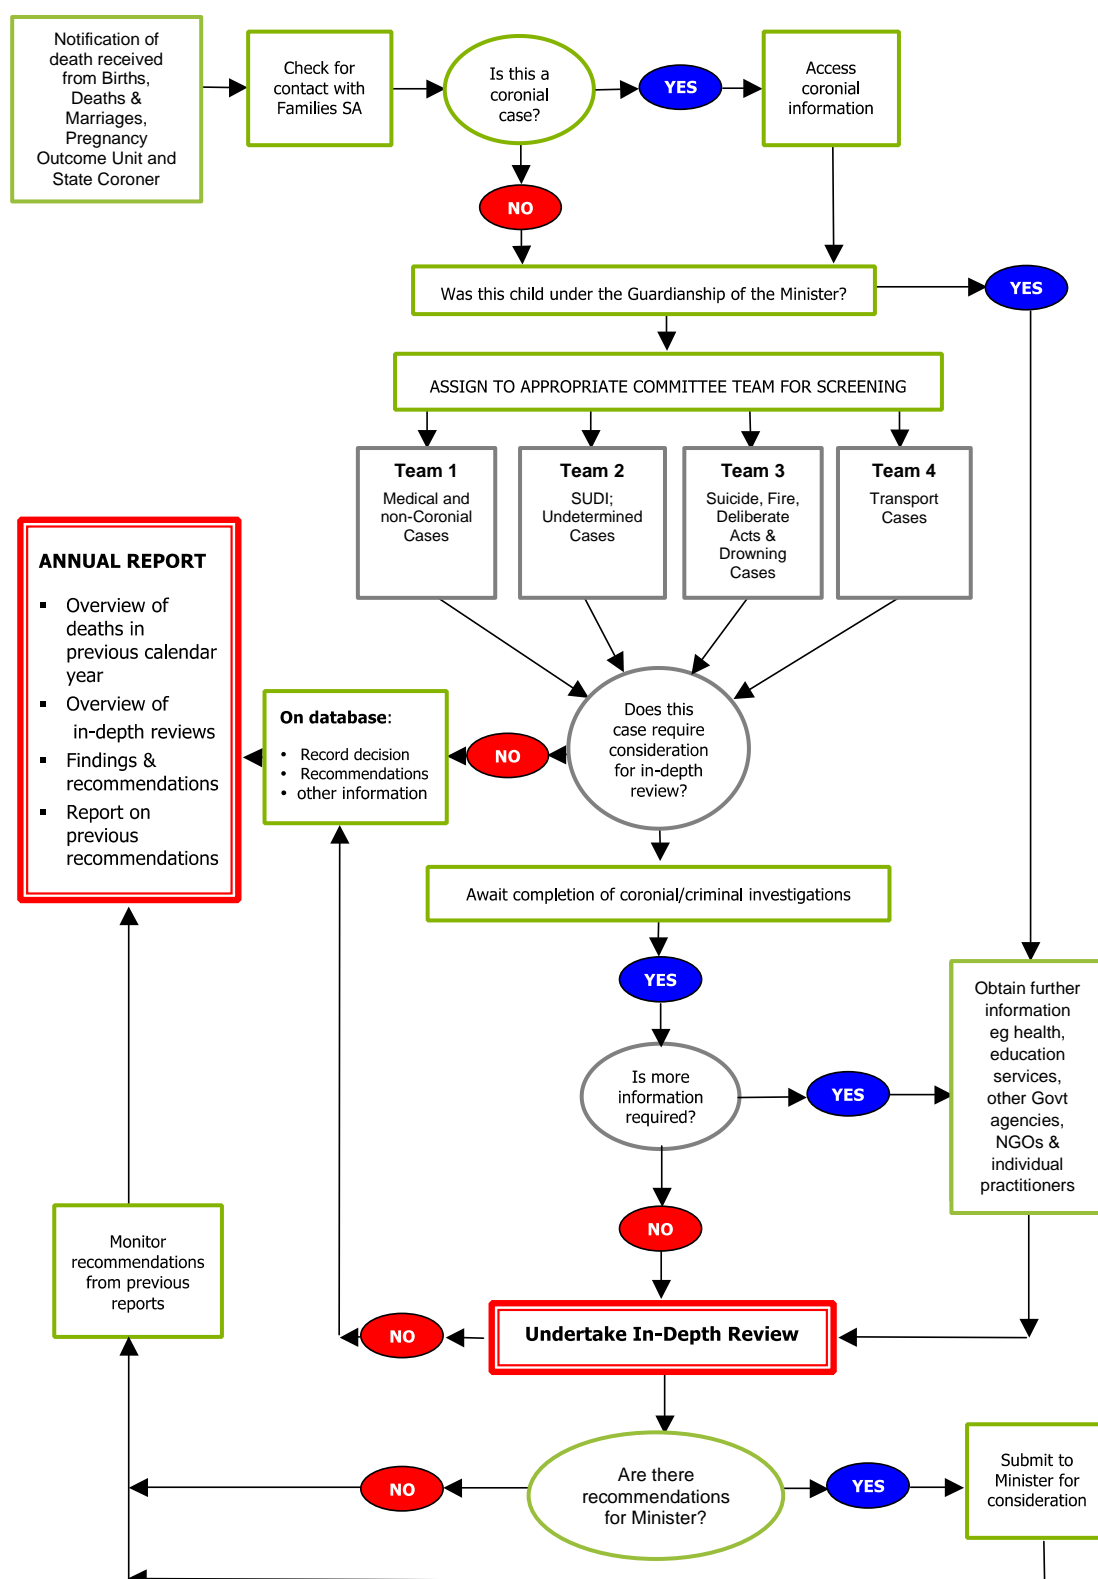 Notification of
death received
from Births,
Deaths &
Marriages,
Pregnancy
Outcome Unit and
State Coroner
Check for
contact with
Families SA
Is this a
coronial
case?
YES
Access
coronial
information
NO
Was this child under the Guardianship of the Minister?
YES
ASSIGN TO APPROPRIATE COMMITTEE TEAM FOR SCREENING
Team 1
Medical and
non-Coronial
Cases
Team 2
SUDI;
Undetermined
Cases
Team 3
Suicide, Fire,
Deliberate
Acts &
Drowning
Cases
Team 4
Transport
Cases
ANNUAL REPORT
▪ Overview of
deaths in
previous calendar
year
▪ Overview of
in-depth reviews
▪ Findings &
recommendations
▪ Report on
previous
recommendations
On database:
• Record decision
• Recommendations
• other information
NO
Does this
case require
consideration
for in-depth
review?
Await completion of coronial/criminal investigations
YES
Is more
information
required?
YES
Obtain further
information
eg health,
education
services,
other Govt
agencies,
NGOs &
individual
practitioners
NO
Monitor
recommendations
from previous
reports
NO
Undertake In-Depth Review
NO
Are there
recommendations
for Minister?
YES
Submit to
Minister for
consideration